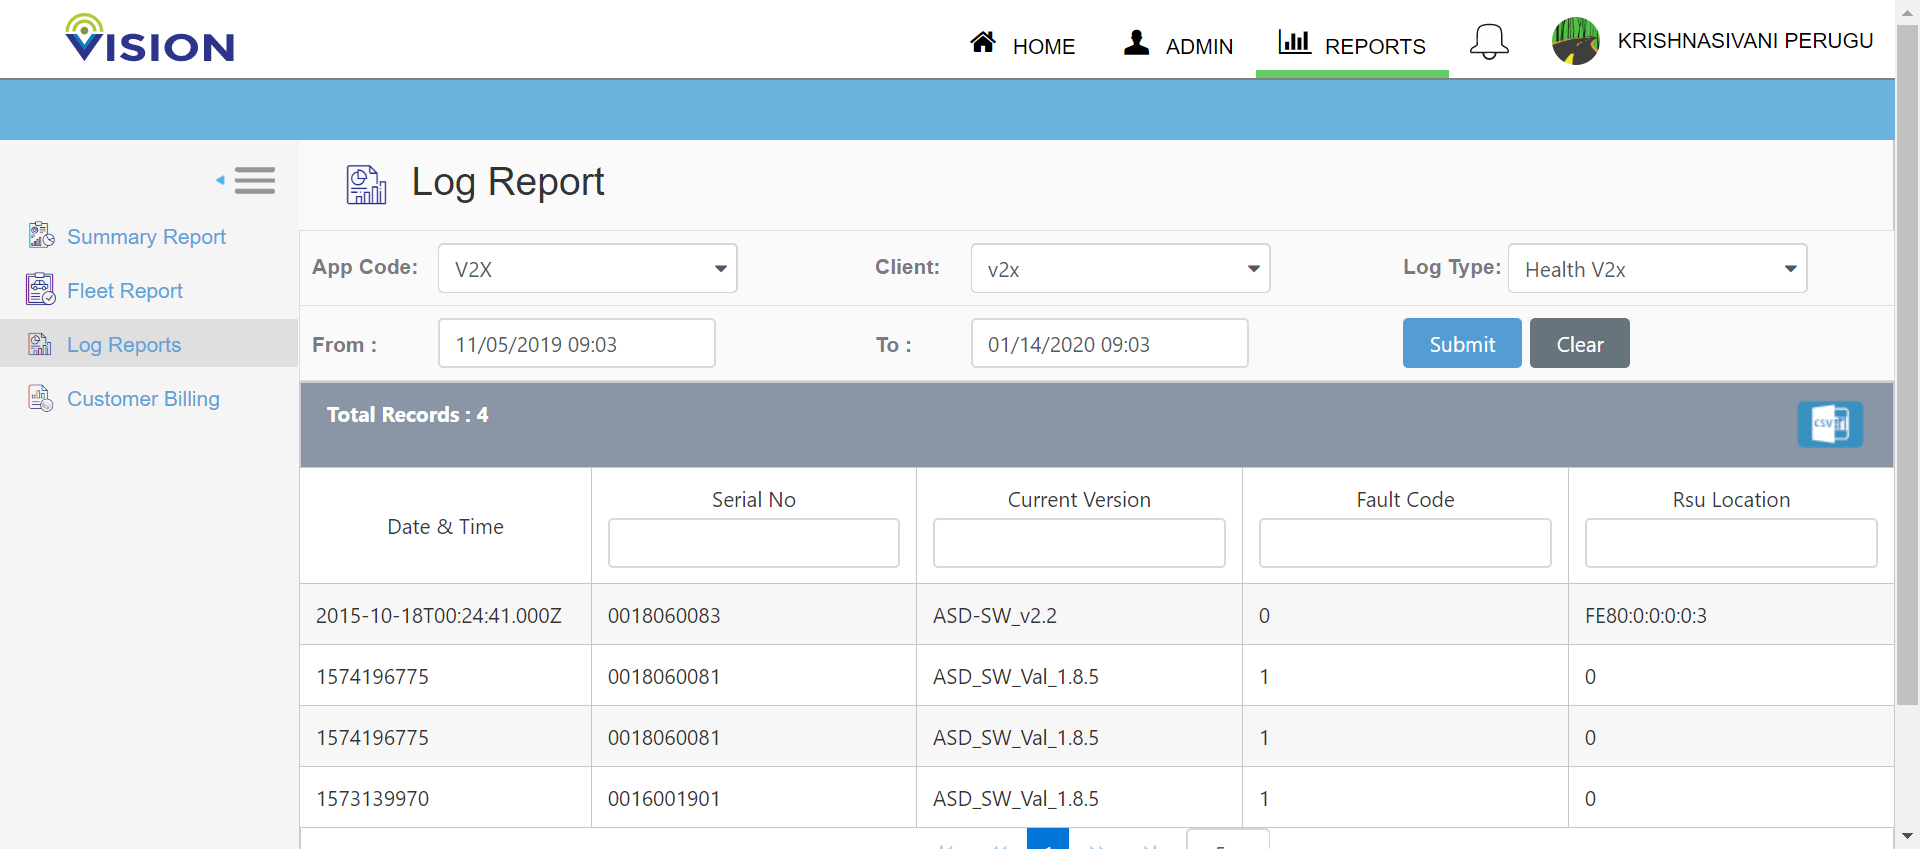 VISION
HOME
ADMIN
REPORTS
KRISHNASIVANI PERUGU
Log Report
Summary Report
Fleet Report
Log Reports
Customer Billing
App Code: V2X
Client: v2x
Log Type: Health V2x
From : 11/05/2019 09:03
To : 01/14/2020 09:03
Submit
Clear
Total Records : 4
CSV
Date & Time Serial No Current Version Fault Code Rsu Location
2015-10-18T00:24:41.000Z 0018060083 ASD-SW_v2.2 0 FE80:0:0:0:0:3
1574196775 0018060081 ASD_SW_Val_1.8.5 1 0
1574196775 0018060081 ASD_SW_Val_1.8.5 1 0
1573139970 0016001901 ASD_SW_Val_1.8.5 1 0